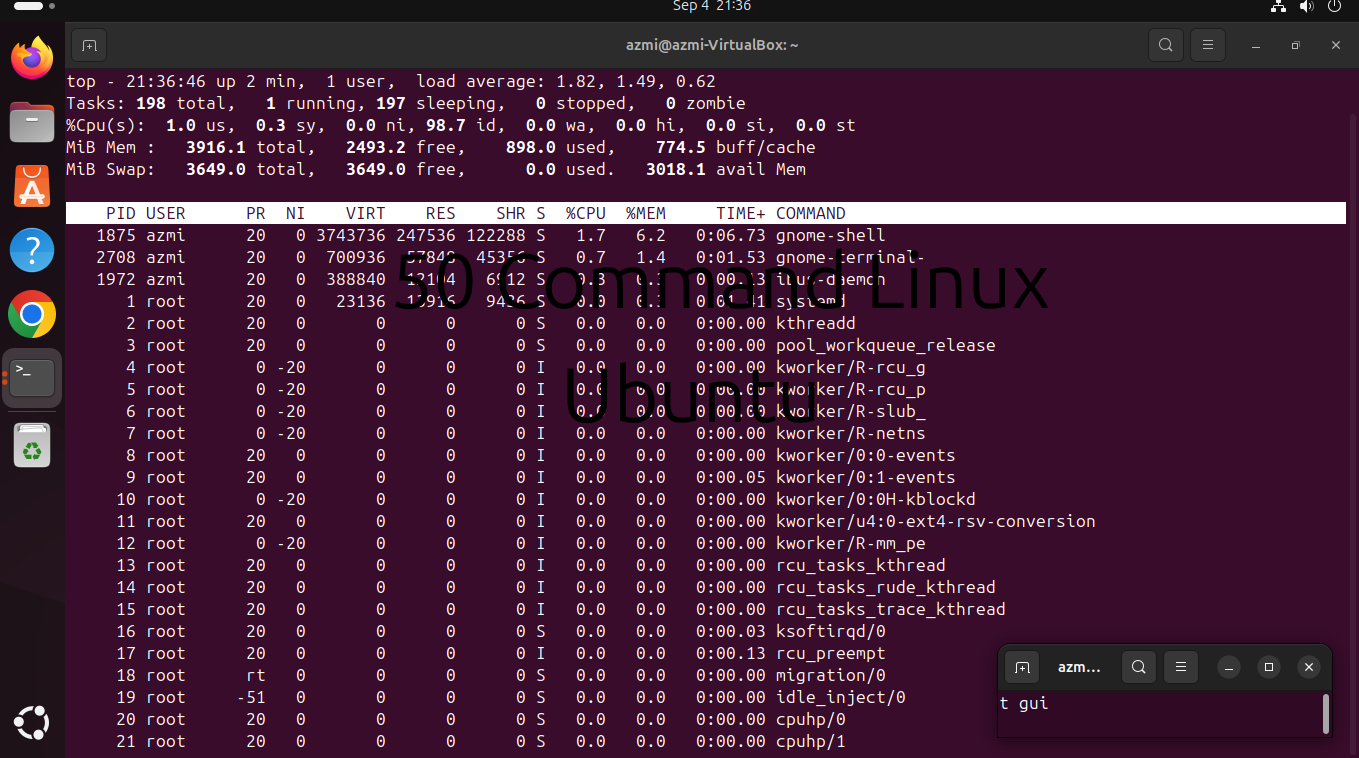 Sep 4 21:36
azmi@azmi-VirtualBox: ~
top - 21:36:46 up 2 min, 1 user, load average: 1.82, 1.49, 0.62
Tasks: 198 total, 1 running, 197 sleeping, 0 stopped, 0 zombie
%Cpu(s): 1.0 us, 0.3 sy, 0.0 ni, 98.7 id, 0.0 wa, 0.0 hi, 0.0 si, 0.0 st
MiB Mem : 3916.1 total, 2493.2 free, 898.0 used, 774.5 buff/cache
MiB Swap: 3649.0 total, 3649.0 free, 0.0 used. 3018.1 avail Mem
PID USER PR NI VIRT RES SHR S %CPU %MEM TIME+ COMMAND
1875 azmi 20 0 3743736 247536 122288 S 1.7 6.2 0:06.73 gnome-shell
2708 azmi 20 0 700936 57848 45356 S 0.7 1.4 0:01.53 gnome-terminal-
1972 azmi 20 0 388840 12104 6912 S 0.3 0.3 0:00.13 ibus-daemon
1 root 20 0 23136 13916 9436 S 0.0 0.3 0:01.41 systemd
50 Command Linux
2 root 20 0 0 0 0 S 0.0 0.0 0:00.00 kthreadd
3 root 20 0 0 0 0 S 0.0 0.0 0:00.00 pool_workqueue_release
4 root 0 -20 0 0 0 I 0.0 0.0 0:00.00 kworker/R-rcu_g
5 root 0 -20 0 0 0 I 0.0 0.0 0:00.00 kworker/R-rcu_p
Ubuntu
6 root 0 -20 0 0 0 I 0.0 0.0 0:00.00 kworker/R-slub_
7 root 0 -20 0 0 0 I 0.0 0.0 0:00.00 kworker/R-netns
8 root 20 0 0 0 0 I 0.0 0.0 0:00.00 kworker/0:0-events
9 root 20 0 0 0 0 I 0.0 0.0 0:00.05 kworker/0:1-events
10 root 0 -20 0 0 0 I 0.0 0.0 0:00.00 kworker/0:0H-kblockd
11 root 20 0 0 0 0 I 0.0 0.0 0:00.00 kworker/u4:0-ext4-rsv-conversion
12 root 0 -20 0 0 0 I 0.0 0.0 0:00.00 kworker/R-mm_pe
13 root 20 0 0 0 0 I 0.0 0.0 0:00.00 rcu_tasks_kthread
14 root 20 0 0 0 0 I 0.0 0.0 0:00.00 rcu_tasks_rude_kthread
15 root 20 0 0 0 0 I 0.0 0.0 0:00.00 rcu_tasks_trace_kthread
16 root 20 0 0 0 0 S 0.0 0.0 0:00.03 ksoftirqd/0
17 root 20 0 0 0 0 I 0.0 0.0 0:00.13 rcu_preempt
18 root rt 0 0 0 0 S 0.0 0.0 0:00.00 migration/0
19 root -51 0 0 0 0 S 0.0 0.0 0:00.00 idle_inject/0
20 root 20 0 0 0 0 S 0.0 0.0 0:00.00 cpuhp/0
21 root 20 0 0 0 0 S 0.0 0.0 0:00.00 cpuhp/1
azm...
t gui